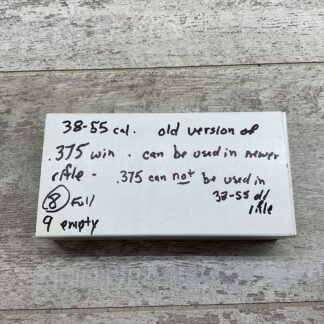 38-55 cal. old version of
.375 win. can be used in newer
rifle - .375 can not be used in
38-55 old
rifle
8 Full
9 empty